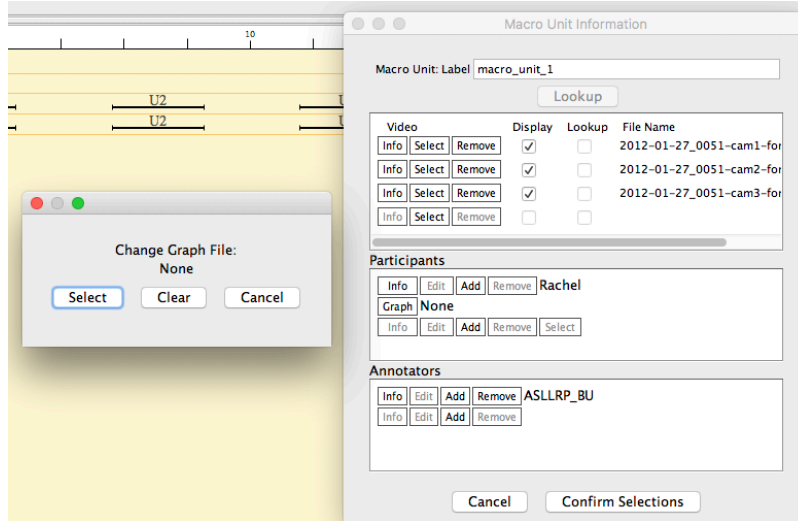 10
U2
U2
Change Graph File:
None
Select Clear Cancel
Macro Unit Information
Macro Unit: Label macro_unit_1
Lookup
Video Display Lookup File Name
Info Select Remove 2012-01-27_0051-cam1-for
Info Select Remove 2012-01-27_0051-cam2-for
Info Select Remove 2012-01-27_0051-cam3-for
Info Select Remove
Participants
Info Edit Add Remove Rachel
Graph None
Info Edit Add Remove Select
Annotators
Info Edit Add Remove ASLLRP_BU
Info Edit Add Remove
Cancel Confirm Selections